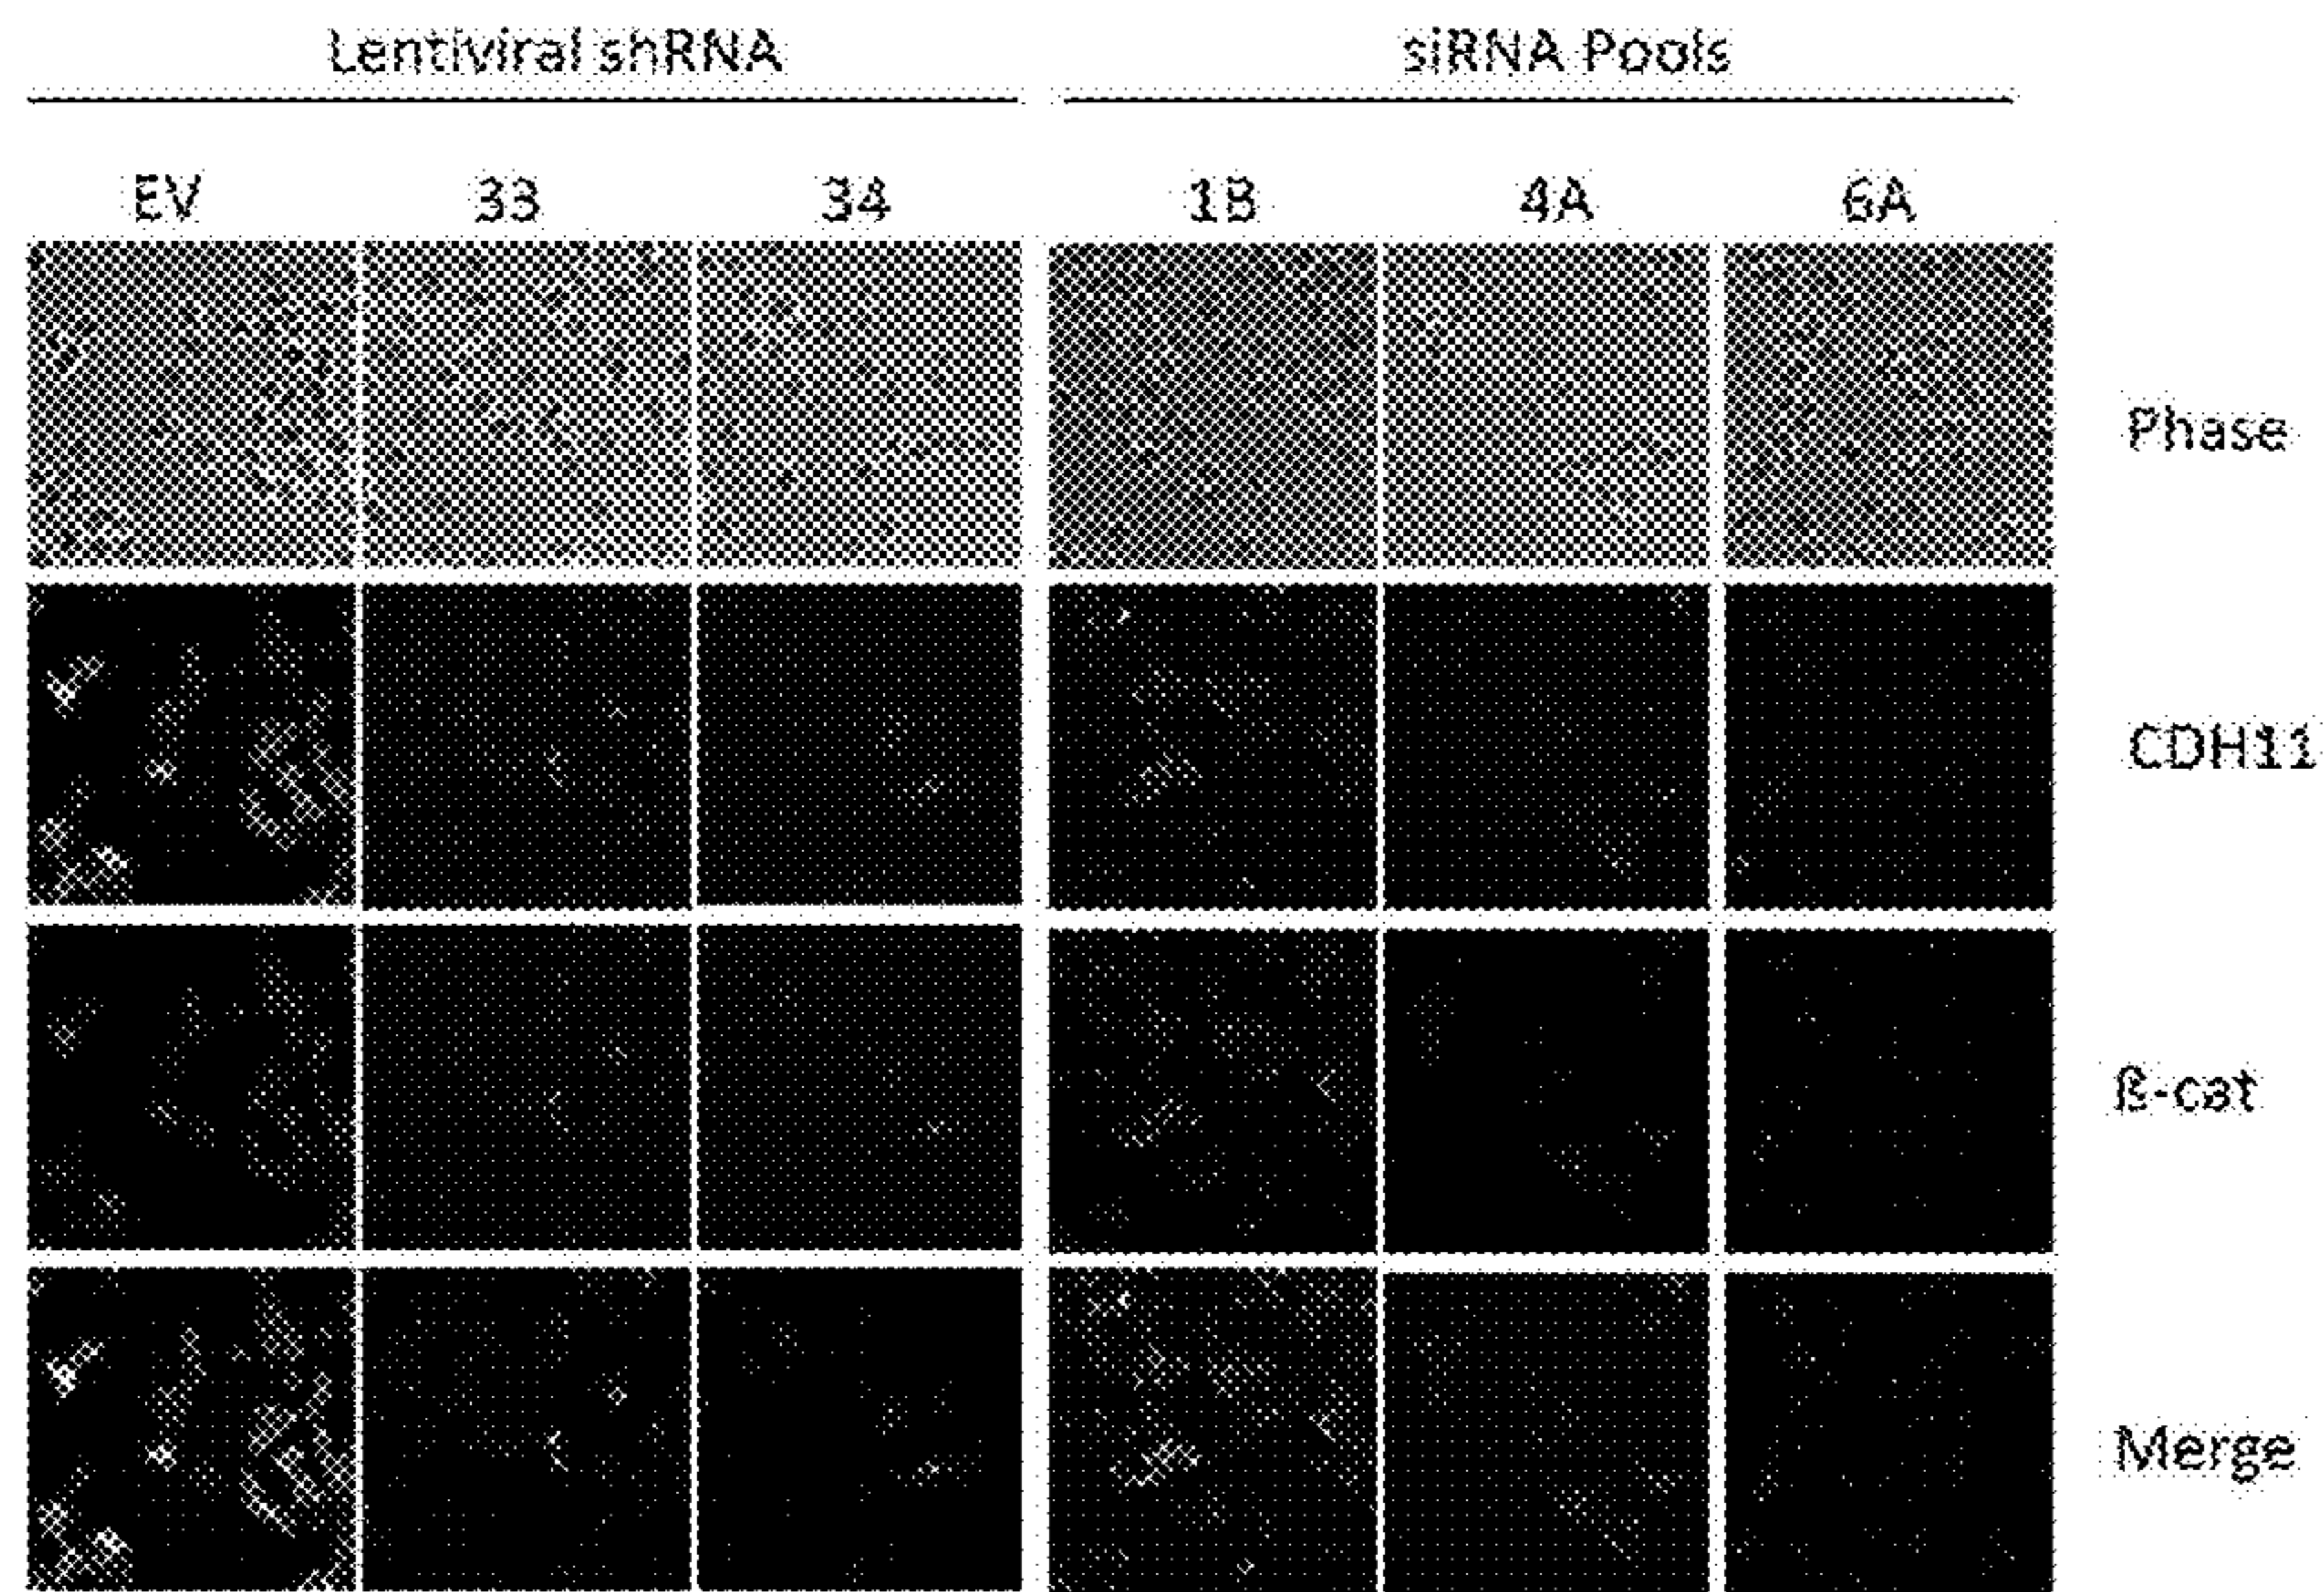 Lentiviral shRNA siRNA Pools
EV 33 34 1B 4A 6A
Phase
CDH11
ß-cat
Merge